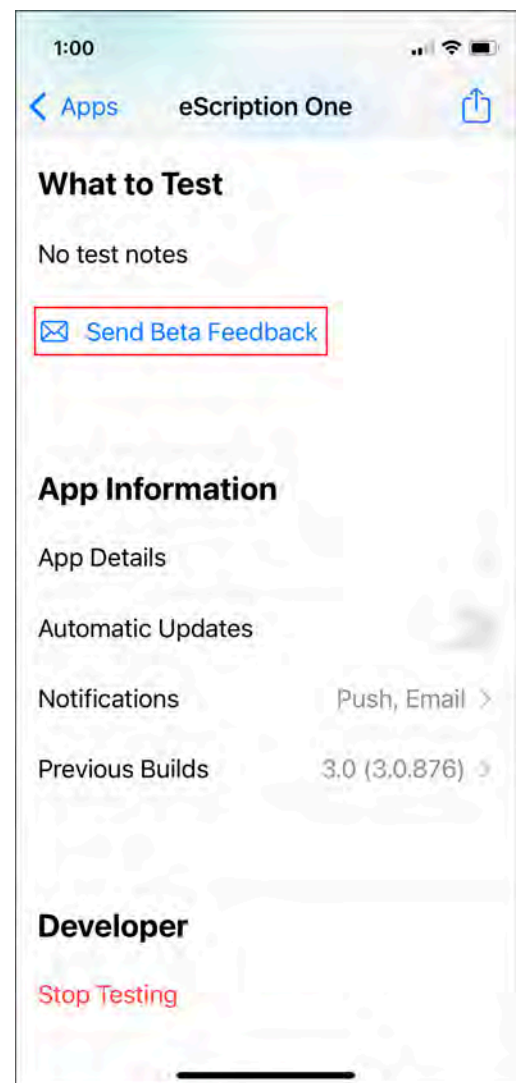 1:00
Apps eScription One
What to Test
No test notes
Send Beta Feedback
App Information
App Details
Automatic Updates
Notifications Push, Email
Previous Builds 3.0 (3.0.876)
Developer
Stop Testing